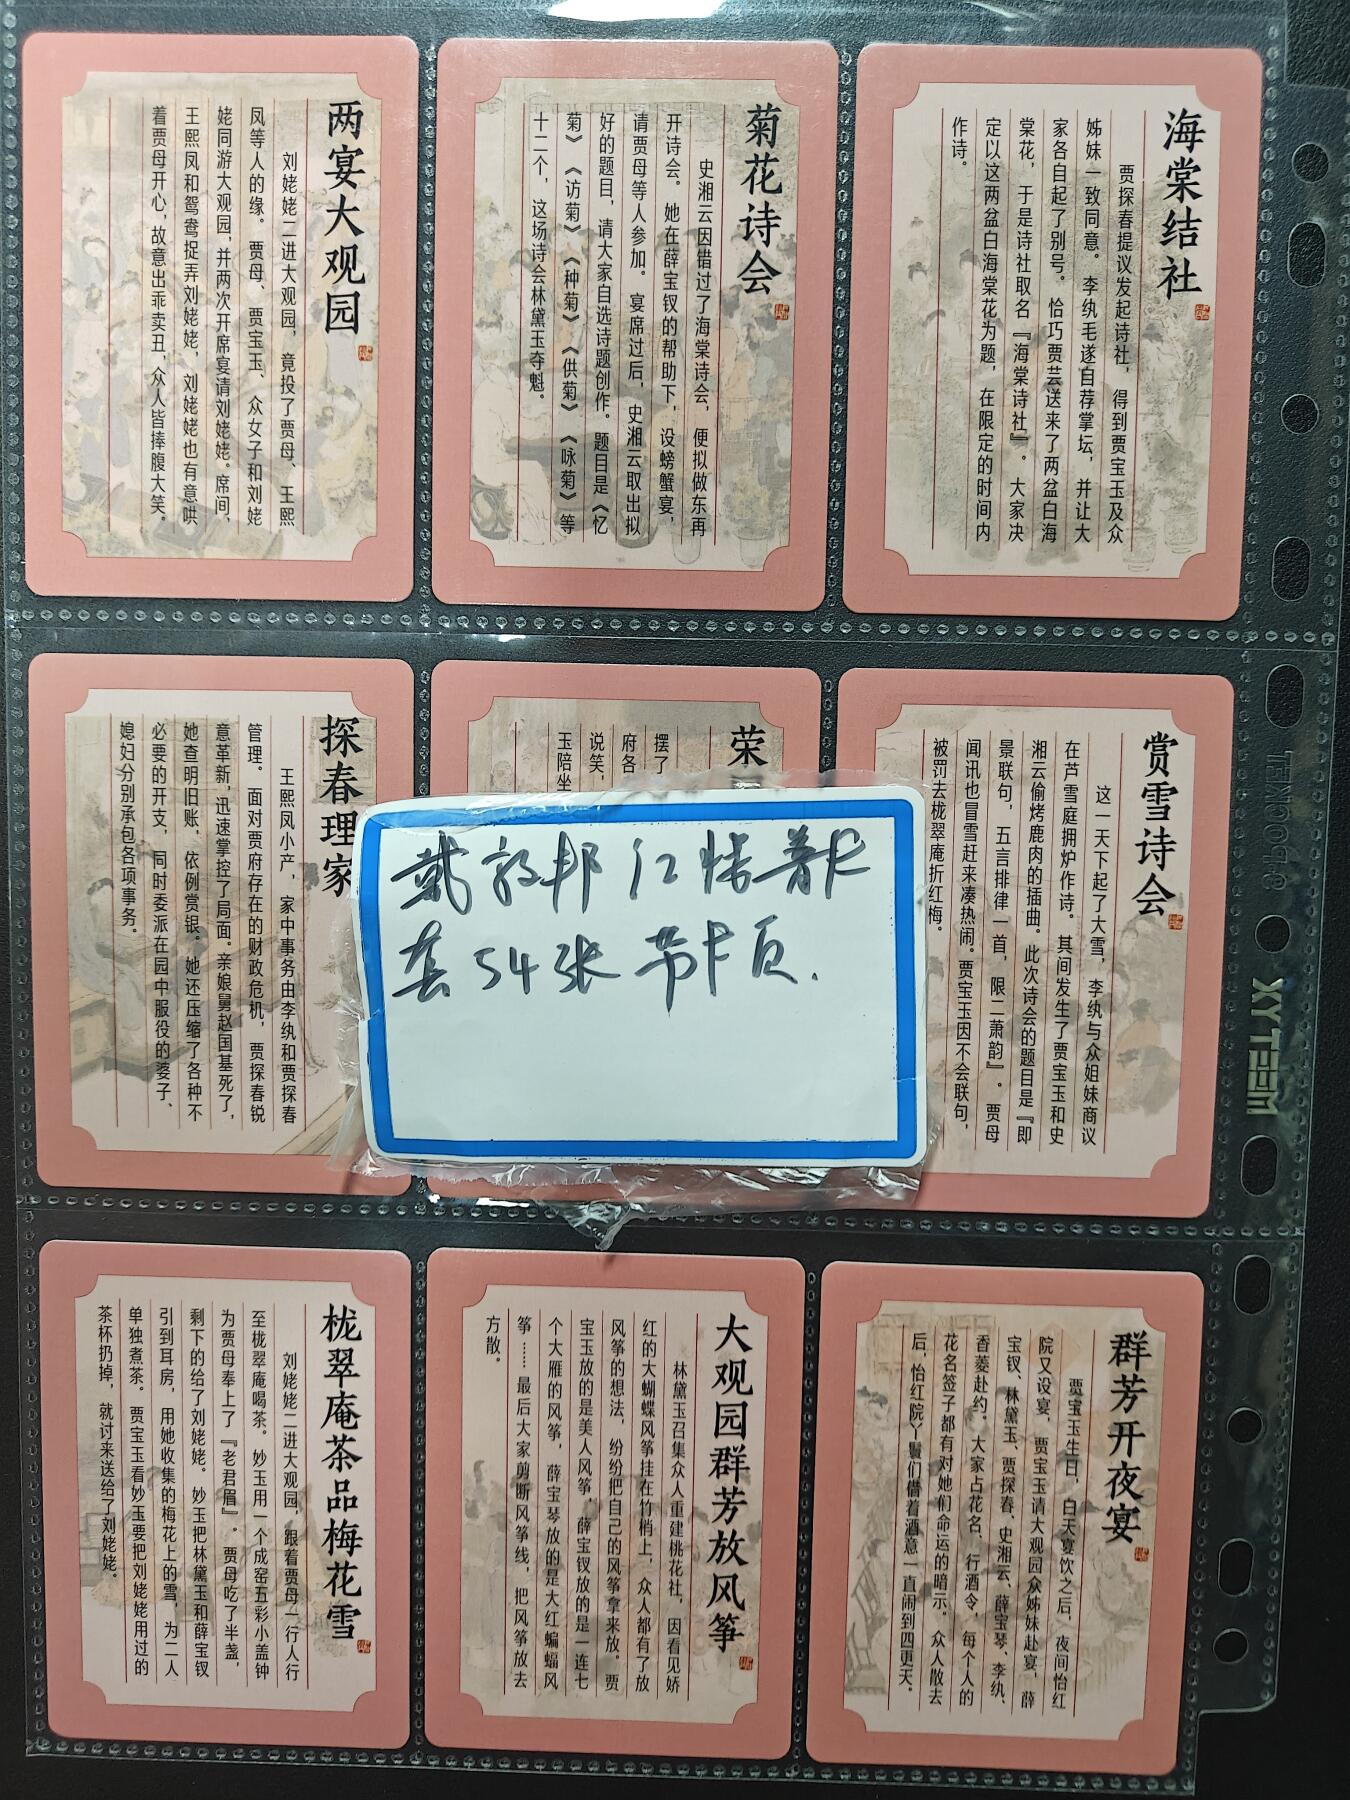 两宴大观园
刘姥姥二进大观园，竟投了贾母、王熙
凤等人的缘。贾母、贾宝玉、众女子和刘姥
姥同游大观园，并两次开席宴请刘姥姥。席间，
王熙凤和鸳鸯捉弄刘姥姥，刘姥姥也有意哄
着贾母开心，故意出乖卖丑，众人皆捧腹大笑。
菊花诗会
史湘云因错过了海棠诗会，便拟做东再
开诗会。她在薛宝钗的帮助下，设螃蟹宴，
请贾母等人参加。宴席过后，史湘云取出拟
好的题目，请大家自选诗题创作。题目是《忆
菊》《访菊》《种菊》《供菊》《咏菊》等
十二个，这场诗会林黛玉夺魁。
海棠结社
贾探春提议发起诗社，得到贾宝玉及众
姊妹一致同意。李纨毛遂自荐掌坛，并让大
家各自起了别号。恰巧贾芸送来了两盆白海
棠花，于是诗社取名『海棠诗社』。大家决
定以这两盆白海棠花为题，在限定的时间内
作诗。
探春理家
王熙凤小产，家中事务由李纨和贾探春
管理。面对贾府存在的财政危机，贾探春锐
意革新，迅速掌控了局面。亲娘舅赵国基死了，
她查明旧账，依例赏银。她还压缩了各种不
必要的开支，同时委派在园中服役的婆子、
媳妇分别承包各项事务。
荣
摆了
府各
说笑，
玉陪坐
赏雪诗会
这一天下起了大雪，李纨与众姐妹商议
在芦雪庭拥炉作诗。其间发生了贾宝玉和史
湘云偷烤鹿肉的插曲。此次诗会的题目是『即
景联句，五言排律一首，限二萧韵』。贾母
闻讯也冒雪赶来凑热闹。贾宝玉因不会联句，
被罚去栊翠庵折红梅。
戴敦邦红楼普卡
套54张 节卡页.
栊翠庵茶品梅花雪
刘姥姥二进大观园，跟着贾母一行人行
至栊翠庵喝茶。妙玉用一个成窑五彩小盖钟
为贾母奉上了『老君眉』。贾母吃了半盏，
剩下的给了刘姥姥。妙玉把林黛玉和薛宝钗
引到耳房，用她收集的梅花上的雪，为二人
单独煮茶。贾宝玉看妙玉要把刘姥姥用过的
茶杯扔掉，就讨来送给了刘姥姥。
大观园群芳放风筝
林黛玉召集众人重建桃花社，因看见娇
红的大蝴蝶风筝挂在竹梢上，众人都有了放
风筝的想法，纷纷把自己的风筝拿来放。贾
宝玉放的是美人风筝，薛宝钗放的是一连七
个大雁的风筝，薛宝琴放的是大红蝙蝠风
筝……最后大家剪断风筝线，把风筝放去
方散。
群芳开夜宴
贾宝玉生日，白天宴饮之后，夜间怡红
院又设宴，贾宝玉请大观园众姊妹赴宴，薛
宝钗、林黛玉、贾探春、史湘云、薛宝琴、李纨、
香菱赴约。大家占花名、行酒令，每个人的
花名签子都有对她们命运的暗示。众人散去
后，怡红院丫鬟们借着酒意一直闹到四更天。
XYTEEIM